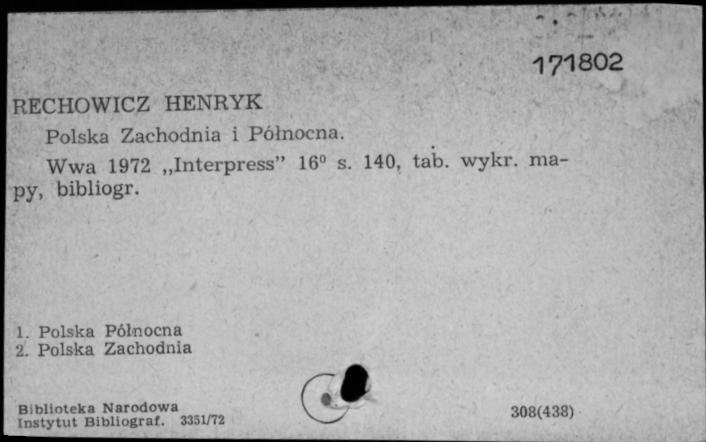 171802
RECHOWICZ HENRYK
Polska Zachodnia i Północna.
Wwa 1972 „Interpress” 16⁰ s. 140, tab. wykr. ma-
py, bibliogr.
1. Polska Północna
2. Polska Zachodnia
Biblioteka Narodowa
Instytut Bibliograf. 3351/72
308(438)